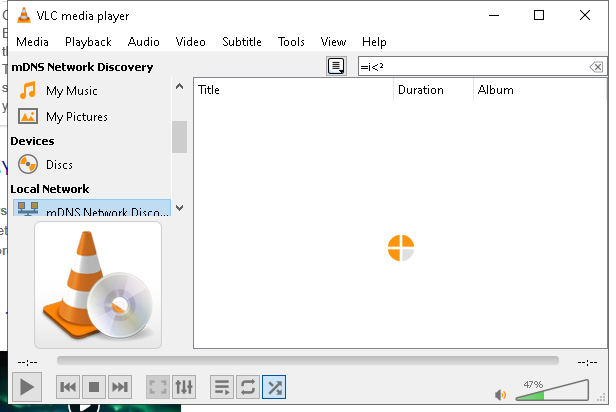 VLC media player
Media Playback Audio Video Subtitle Tools View Help
mDNS Network Discovery
=i<²
My Music
My Pictures
Devices
Discs
Local Network
mDNS Network Disco...
Title Duration Album
--:-- --:--
47%